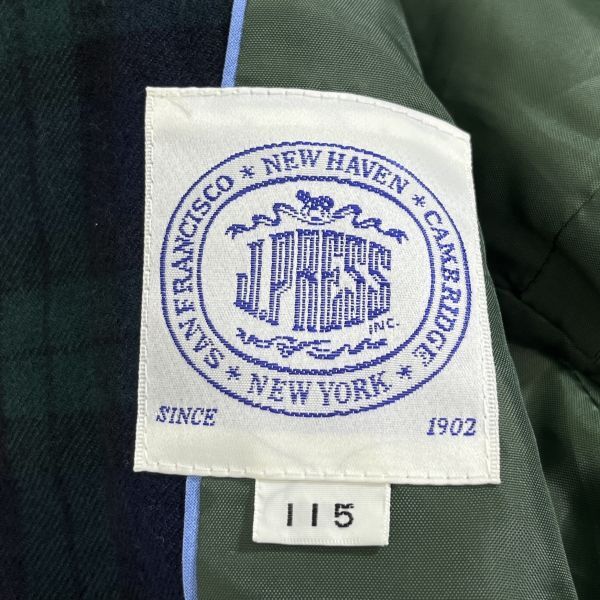 SAN FRANCISCO * NEW HAVEN * CAMBRIDGE * NEW YORK *
J.PRESS
INC.
SINCE 1902
115